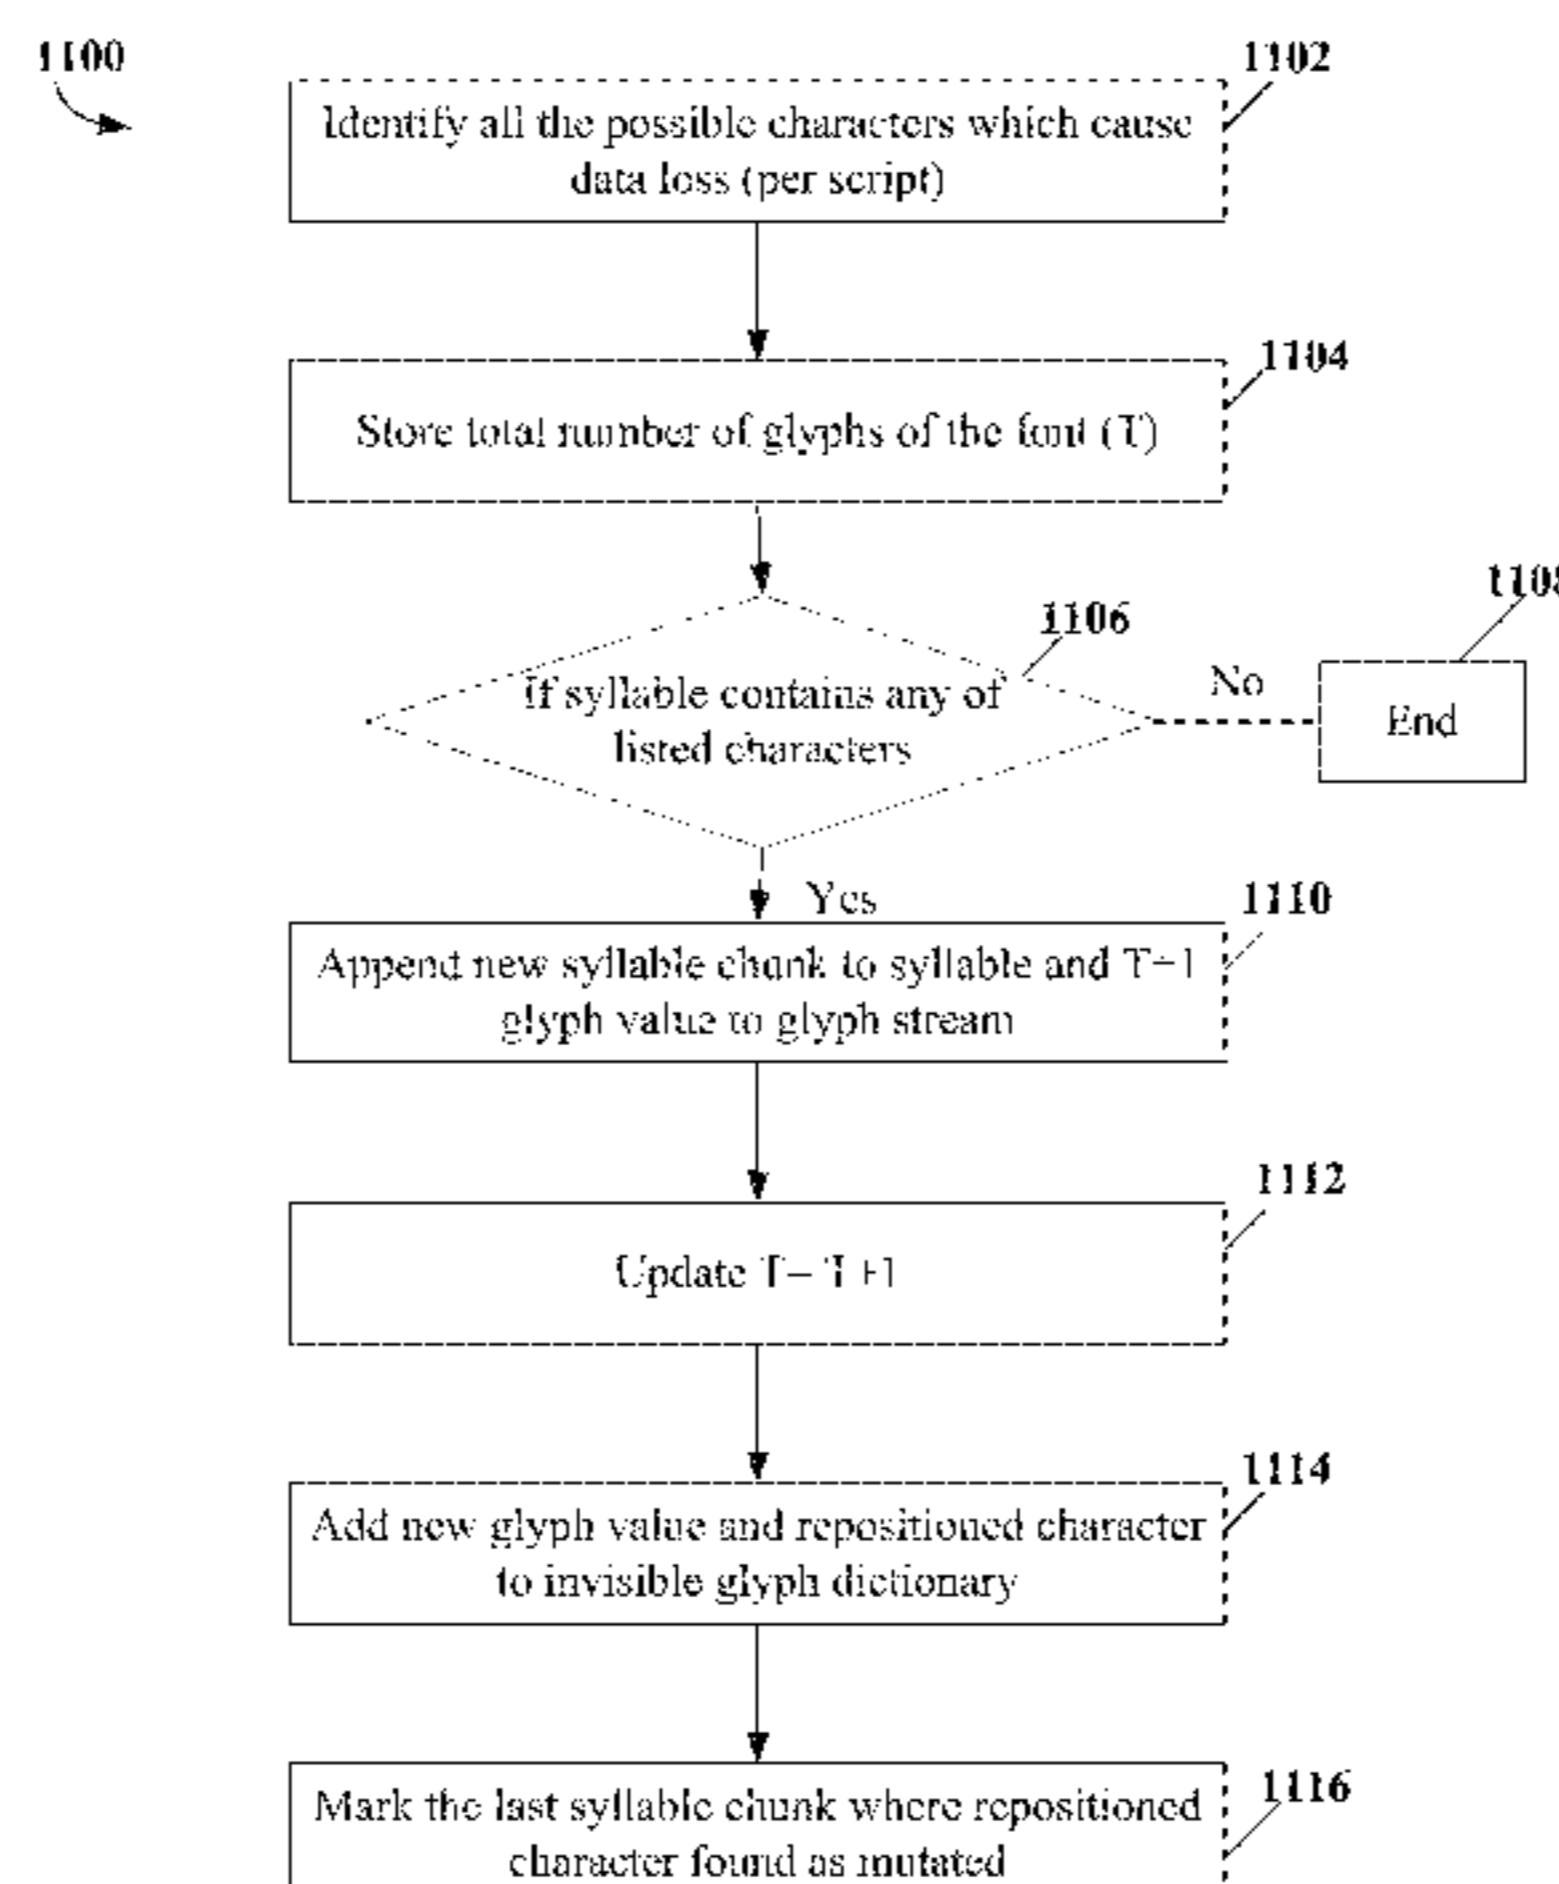 1100
1102
Identify all the possible characters which cause
data loss (per script)
1104
Store total number of glyphs of the font (T)
1106
If syllable contains any of
listed characters
No
1108
End
Yes
1110
Append new syllable chunk to syllable and T+1
glyph value to glyph stream
1112
Update T= T+1
1114
Add new glyph value and repositioned character
to invisible glyph dictionary
1116
Mark the last syllable chunk where repositioned
character found as mutated